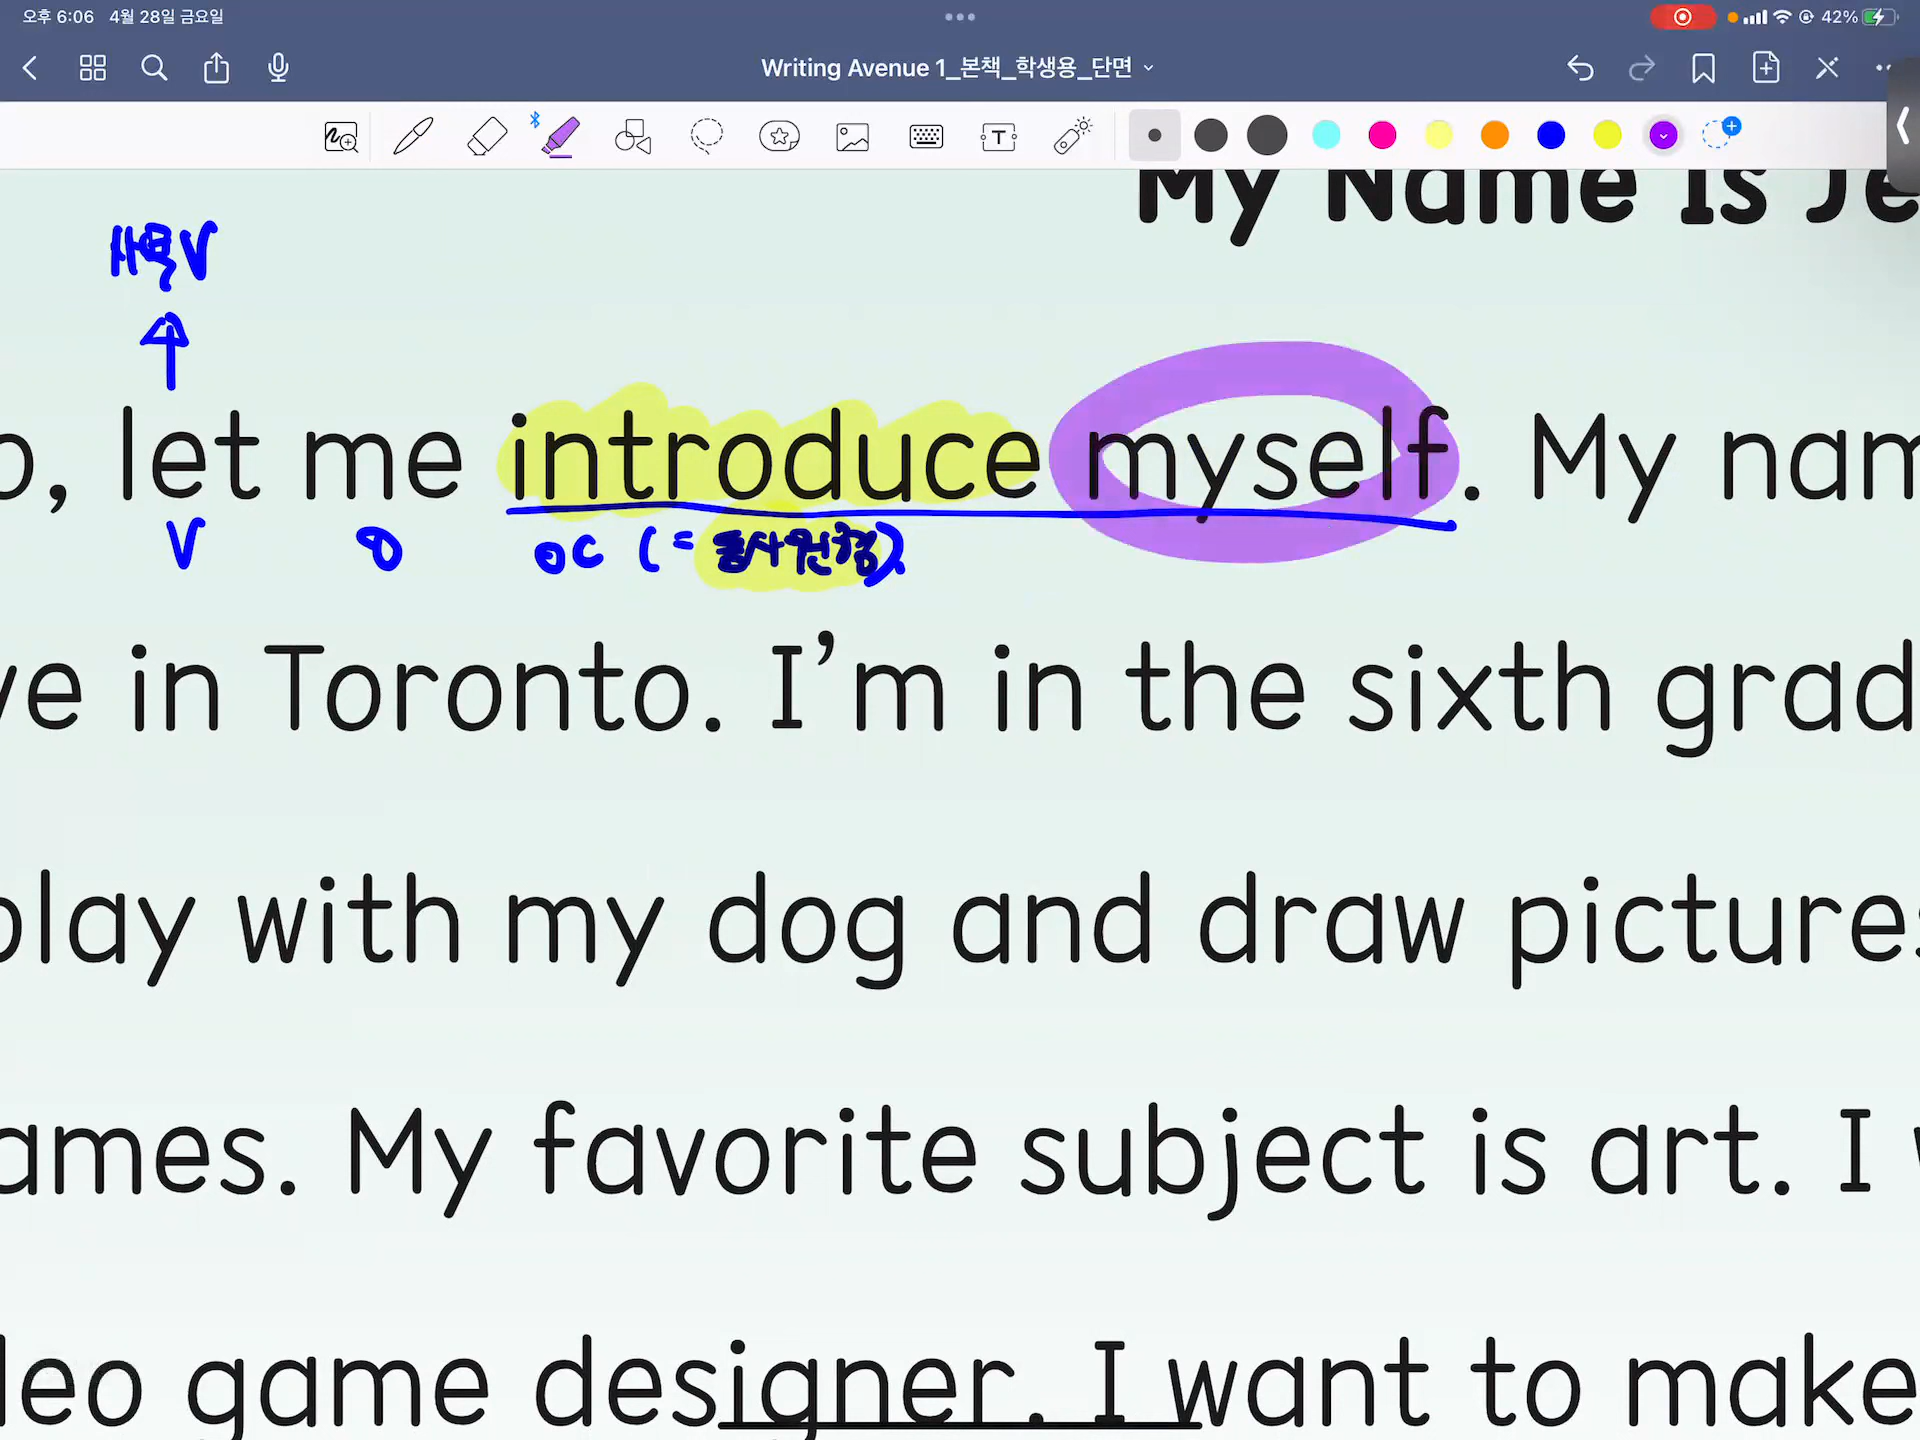 오후 6:06 4월 28일 금요일
42%
Writing Avenue 1_본책_학생용_단면
T
My Name Is Je
사역V
o, let me introduce myself. My nam
V O OC (= 동사원형)
ve in Toronto. I'm in the sixth grad
play with my dog and draw pictures
ames. My favorite subject is art. I w
deo game designer. I want to make